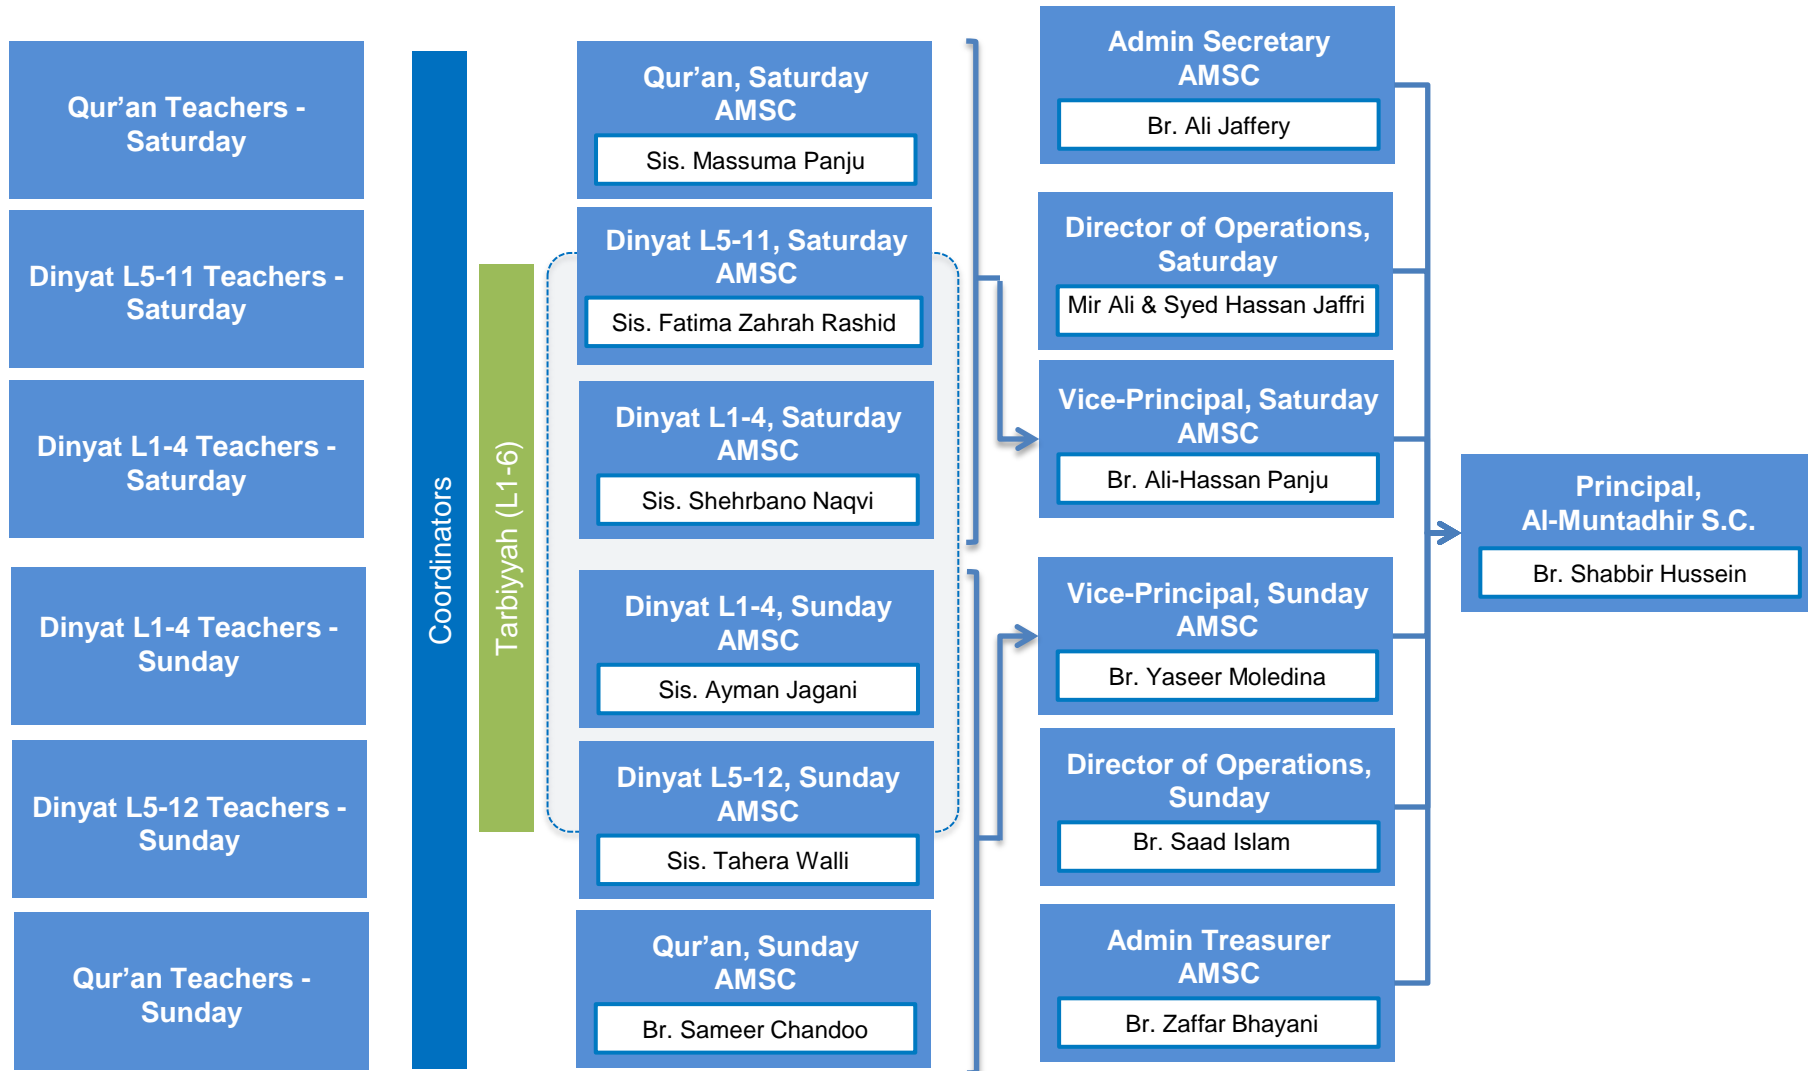 Qur’an Teachers -
Saturday
Dinyat L5-11 Teachers -
Saturday
Dinyat L1-4 Teachers -
Saturday
Dinyat L1-4 Teachers -
Sunday
Dinyat L5-12 Teachers -
Sunday
Qur’an Teachers -
Sunday
Coordinators
Tarbiyyah (L1-6)
Qur’an, Saturday
AMSC
Sis. Massuma Panju
Dinyat L5-11, Saturday
AMSC
Sis. Fatima Zahrah Rashid
Dinyat L1-4, Saturday
AMSC
Sis. Shehrbano Naqvi
Dinyat L1-4, Sunday
AMSC
Sis. Ayman Jagani
Dinyat L5-12, Sunday
AMSC
Sis. Tahera Walli
Qur’an, Sunday
AMSC
Br. Sameer Chandoo
Admin Secretary
AMSC
Br. Ali Jaffery
Director of Operations,
Saturday
Mir Ali & Syed Hassan Jaffri
Vice-Principal, Saturday
AMSC
Br. Ali-Hassan Panju
Vice-Principal, Sunday
AMSC
Br. Yaseer Moledina
Director of Operations,
Sunday
Br. Saad Islam
Admin Treasurer
AMSC
Br. Zaffar Bhayani
Principal,
Al-Muntadhir S.C.
Br. Shabbir Hussein